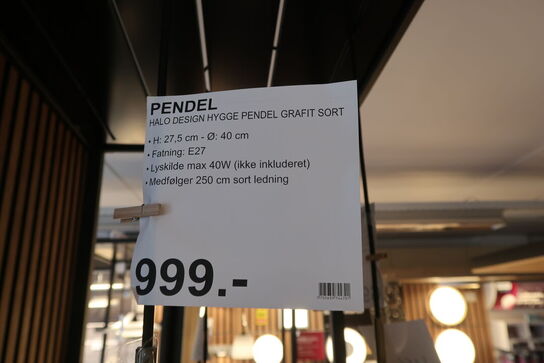 PENDEL
HALO DESIGN HYGGE PENDEL GRAFIT SORT
• H: 27,5 cm - Ø: 40 cm
• Fatning: E27
• Lyskilde max 40W (ikke inkluderet)
• Medfølger 250 cm sort ledning
999.-